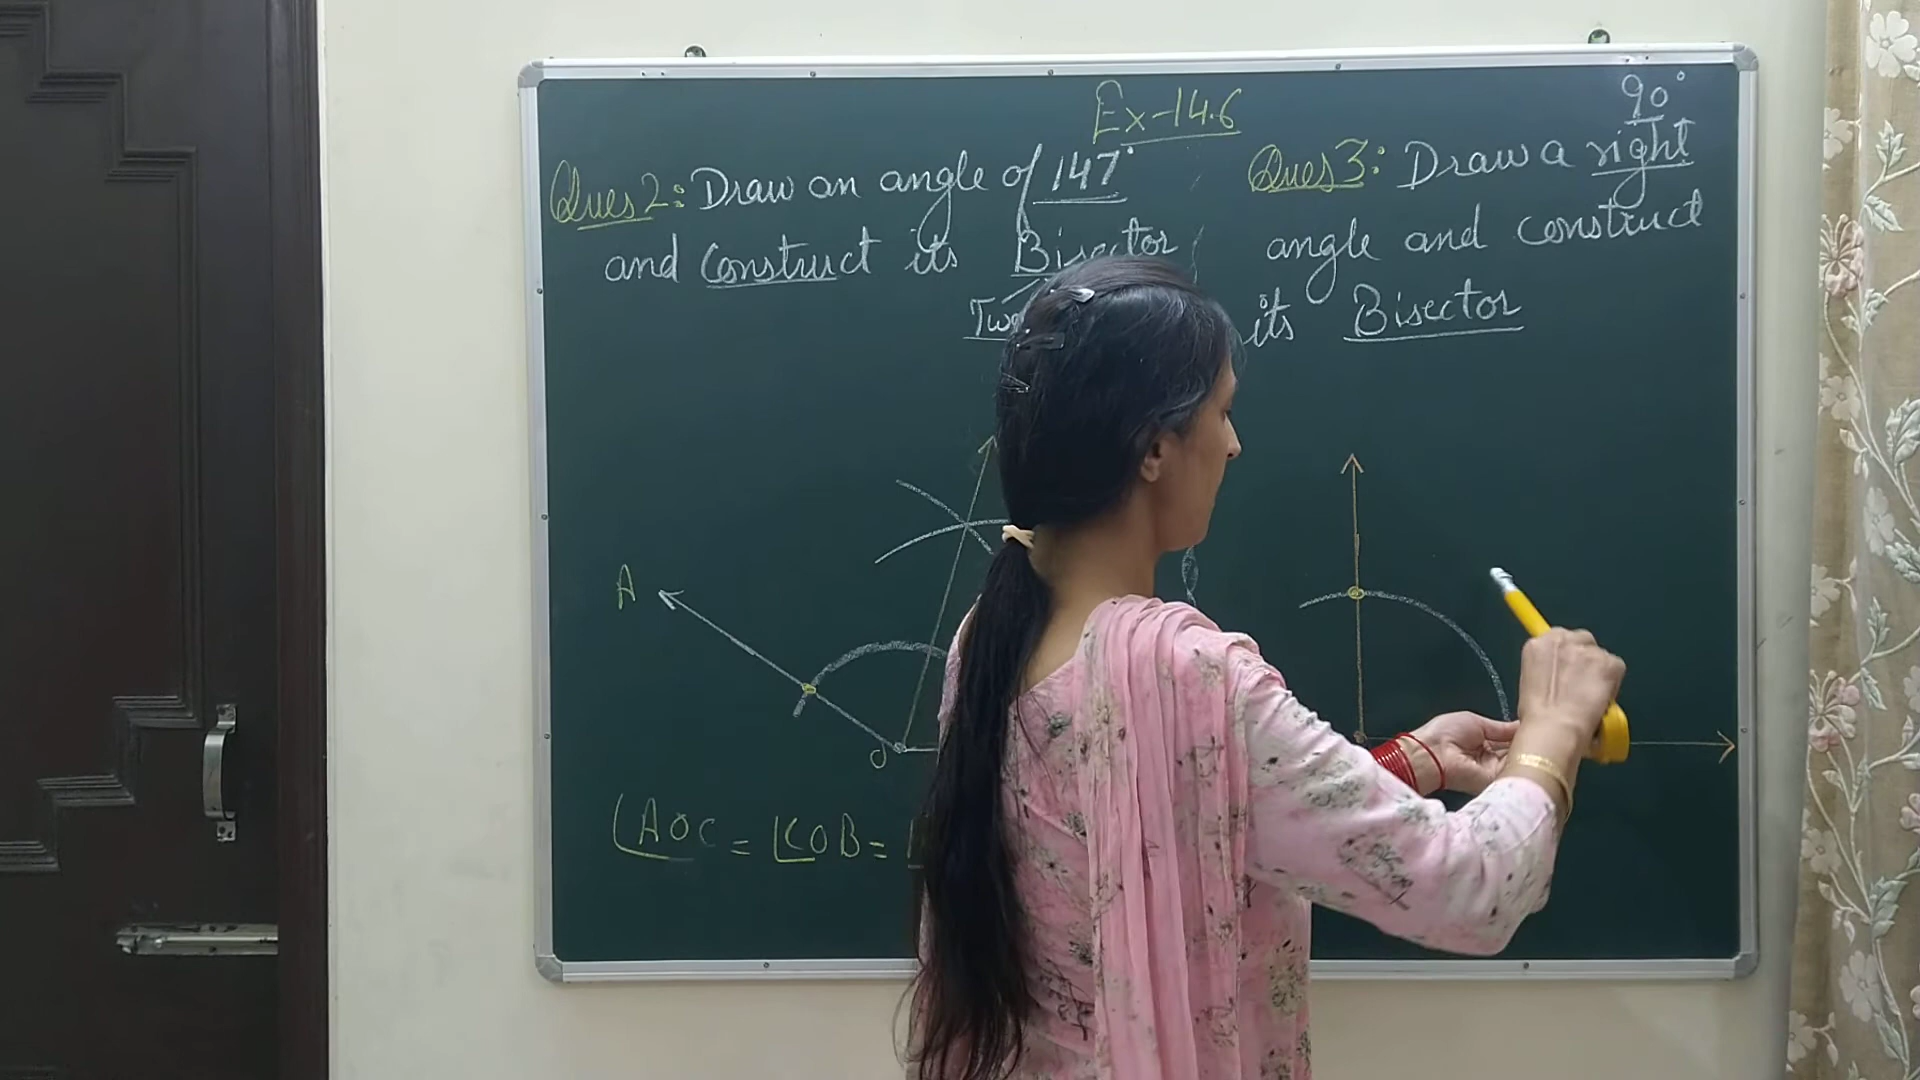 Ex-14.6
Ques 2: Draw an angle of 147°
and construct its Bisector
90°
Ques 3: Draw a right
angle and construct
its Bisector
A
O
∠AOC = ∠COB =